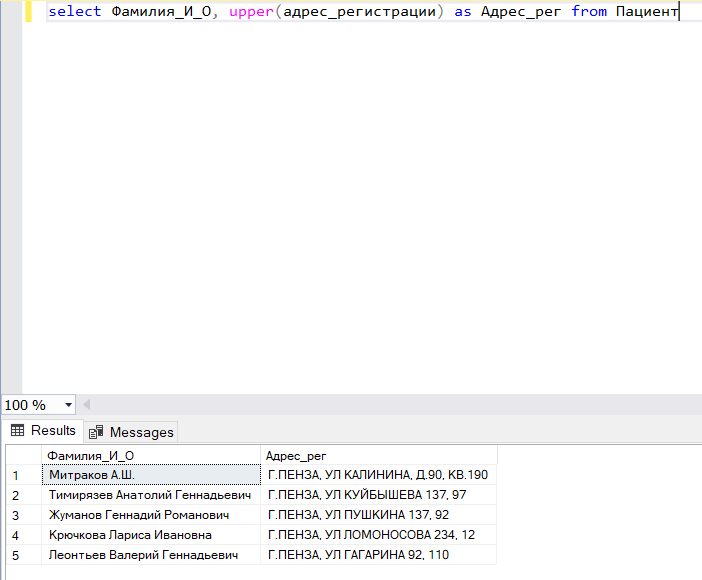 select Фамилия_И_О, upper(адрес_регистрации) as Адрес_рег from Пациент
100 %
Results Messages
Фамилия_И_О Адрес_рег
1 Митраков А.Ш. Г.ПЕНЗА, УЛ КАЛИНИНА, Д.90, КВ.190
2 Тимирязев Анатолий Геннадьевич Г.ПЕНЗА, УЛ КУЙБЫШЕВА 137, 97
3 Жуманов Геннадий Романович Г.ПЕНЗА, УЛ ПУШКИНА 137, 92
4 Крючкова Лариса Ивановна Г.ПЕНЗА, УЛ ЛОМОНОСОВА 234, 12
5 Леонтьев Валерий Геннадьевич Г.ПЕНЗА, УЛ ГАГАРИНА 92, 110